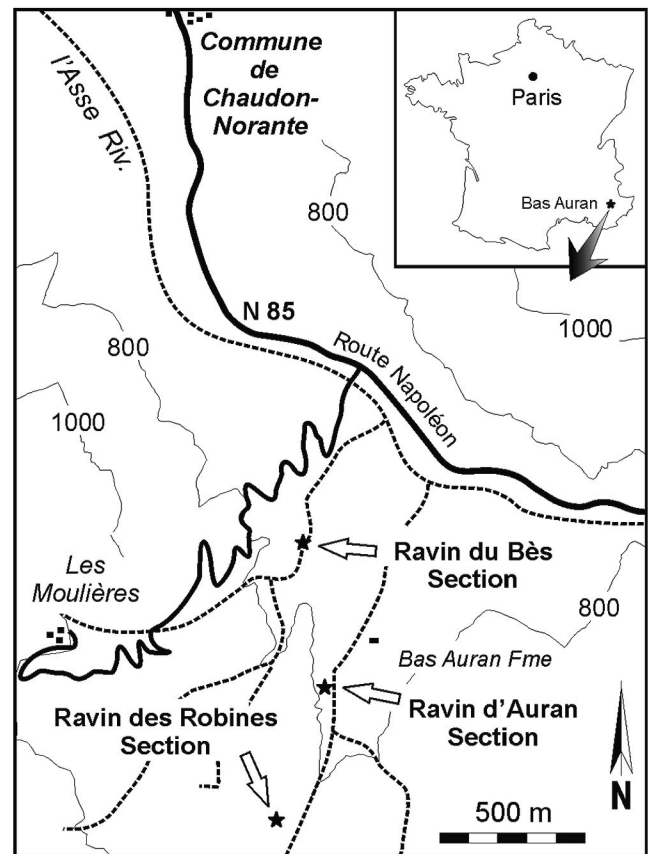 Commune
de
Chaudon-
Norante
l'Asse Riv.
Paris
Bas Auran
800
1000
N 85
Route Napoléon
800
1000
Ravin du Bès
Section
Les
Moulières
800
Bas Auran Fme
Ravin des Robines
Section
Ravin d'Auran
Section
N
500 m